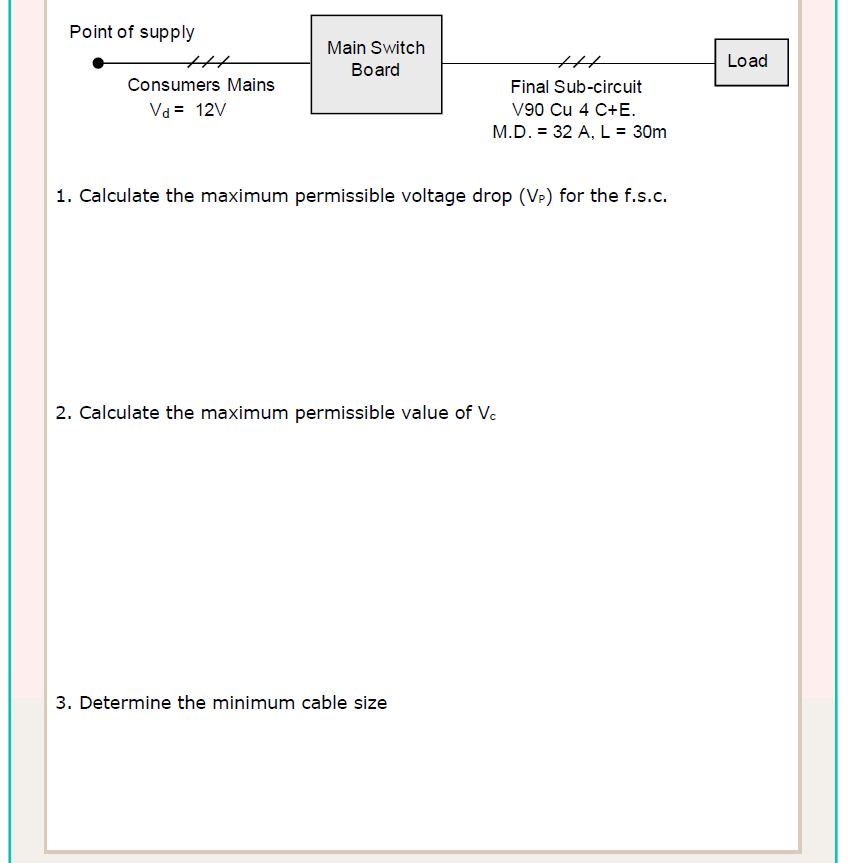 Point of supply
Consumers Mains
Vd = 12V
Main Switch
Board
Final Sub-circuit
V90 Cu 4 C+E.
M.D. = 32 A, L = 30m
Load
1. Calculate the maximum permissible voltage drop (VP) for the f.s.c.
2. Calculate the maximum permissible value of Vc
3. Determine the minimum cable size